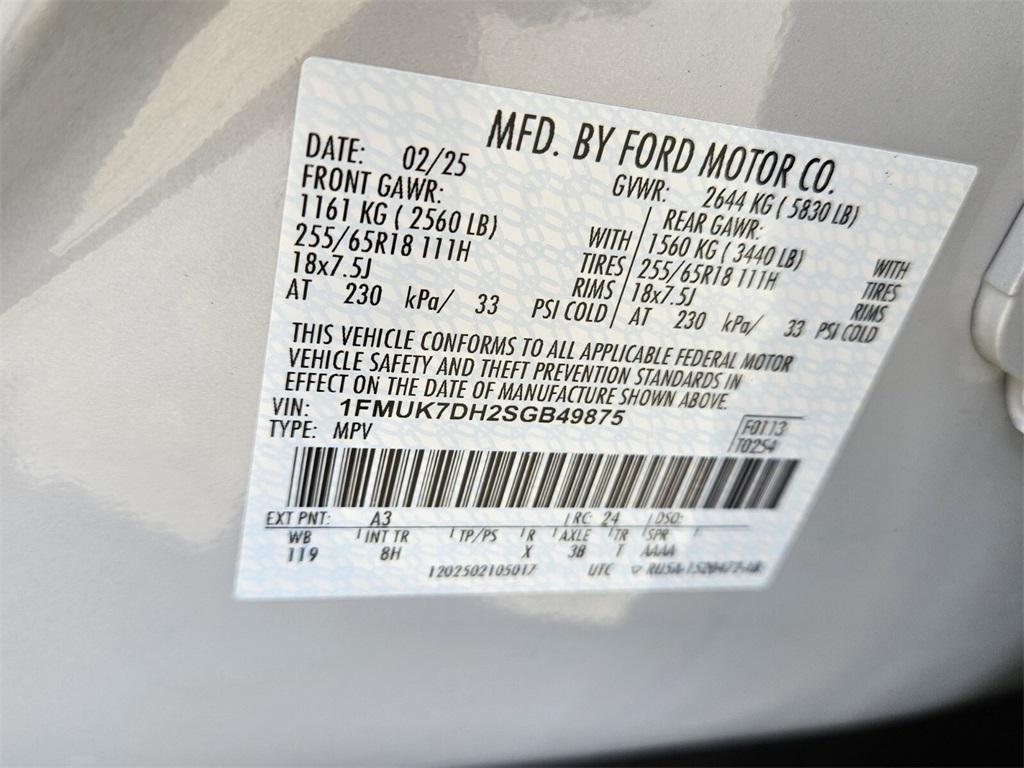 MFD. BY FORD MOTOR CO.
DATE: 02/25 GVWR: 2644 KG ( 5830 LB)
FRONT GAWR: REAR GAWR:
1161 KG ( 2560 LB) WITH 1560 KG ( 3440 LB) WITH
255/65R18 111H TIRES 255/65R18 111H TIRES
18x7.5J RIMS 18x7.5J RIMS
AT 230 kPa/ 33 PSI COLD AT 230 kPa/ 33 PSI COLD
THIS VEHICLE CONFORMS TO ALL APPLICABLE FEDERAL MOTOR
VEHICLE SAFETY AND THEFT PREVENTION STANDARDS IN
EFFECT ON THE DATE OF MANUFACTURE SHOWN ABOVE.
VIN: 1FMUK7DH2SGB49875
TYPE: MPV
F0113
T0254
EXT PNT: A3 RC: 24 DSO:
WB INT TR TP/PS R AXLE TR SPR
119 8H X 3B T AAAA
1202502105017 UTC